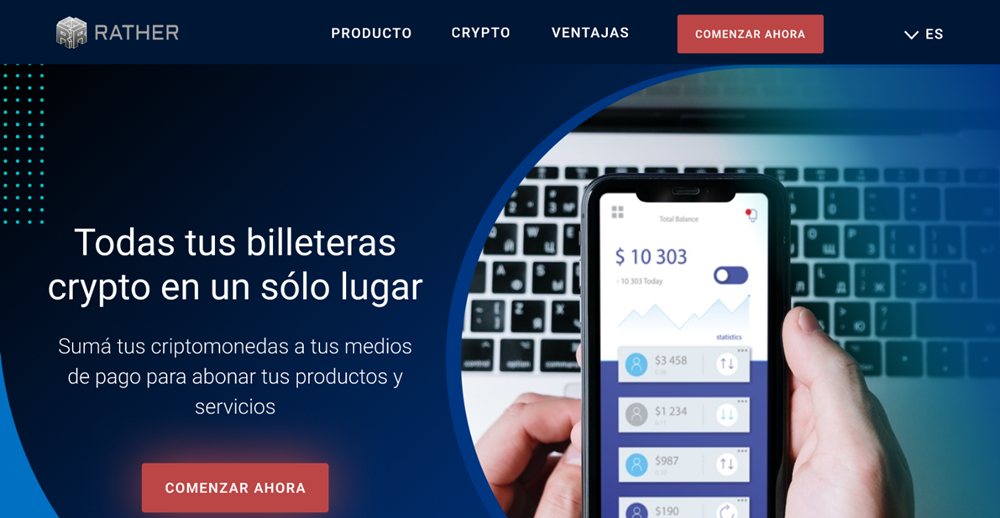 RATHER
PRODUCTO
CRYPTO
VENTAJAS
COMENZAR AHORA
ES
Todas tus billeteras
crypto en un sólo lugar
Sumá tus criptomonedas a tus medios
de pago para abonar tus productos y
servicios
COMENZAR AHORA
Total Balance
$ 10 303
- 10 303 Today
statistics
$3 458
$1 234
$987
$190
control
option
command